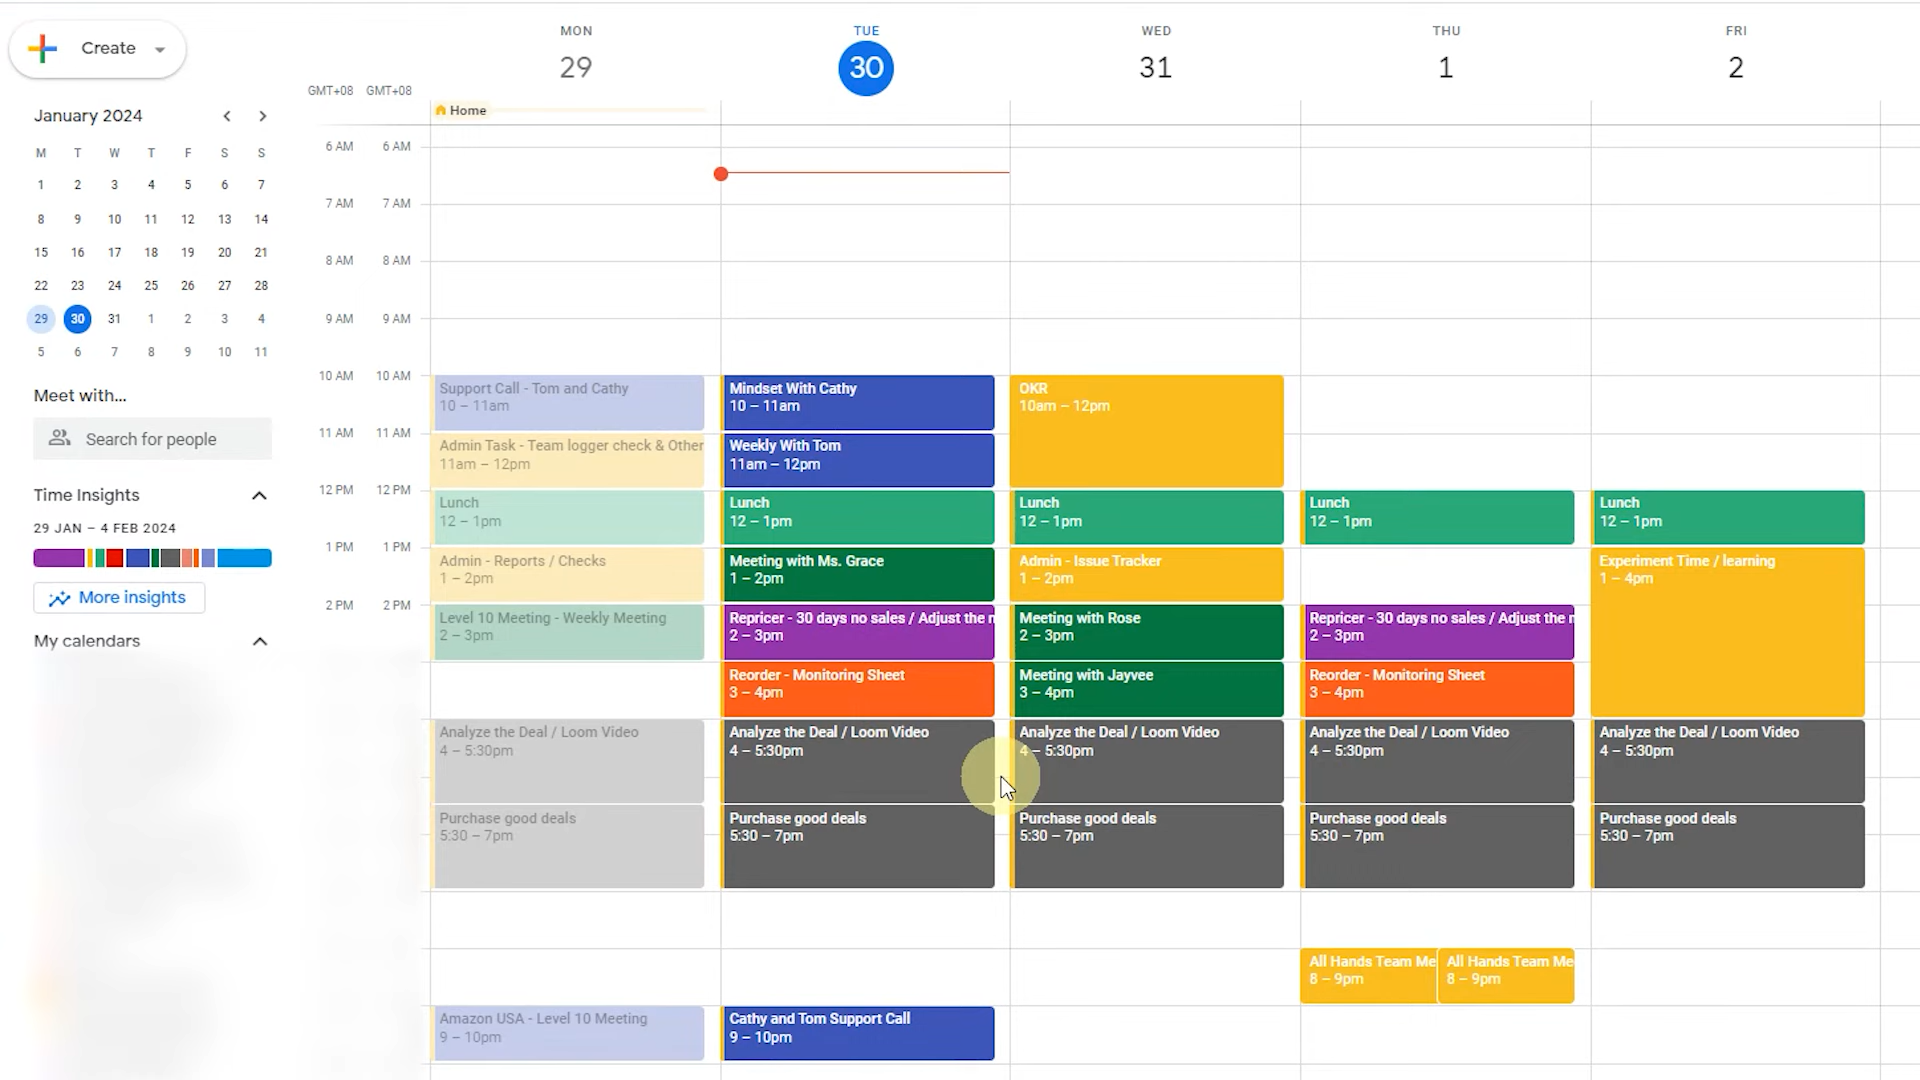 Create
MON
TUE
WED
THU
FRI
29
30
31
1
2
GMT+08 GMT+08
Home
January 2024
M T W T F S S
1 2 3 4 5 6 7
8 9 10 11 12 13 14
15 16 17 18 19 20 21
22 23 24 25 26 27 28
29 30 31 1 2 3 4
5 6 7 8 9 10 11
Meet with...
Search for people
Time Insights
29 JAN – 4 FEB 2024
More insights
My calendars
6 AM 6 AM
7 AM 7 AM
8 AM 8 AM
9 AM 9 AM
10 AM 10 AM
11 AM 11 AM
12 PM 12 PM
1 PM 1 PM
2 PM 2 PM
Support Call - Tom and Cathy
10 – 11am
Admin Task - Team logger check & Other
11am – 12pm
Lunch
12 – 1pm
Admin - Reports / Checks
1 – 2pm
Level 10 Meeting - Weekly Meeting
2 – 3pm
Analyze the Deal / Loom Video
4 – 5:30pm
Purchase good deals
5:30 – 7pm
Amazon USA - Level 10 Meeting
9 – 10pm
Mindset With Cathy
10 – 11am
Weekly With Tom
11am – 12pm
Lunch
12 – 1pm
Meeting with Ms. Grace
1 – 2pm
Repricer - 30 days no sales / Adjust the
2 – 3pm
Reorder - Monitoring Sheet
3 – 4pm
Analyze the Deal / Loom Video
4 – 5:30pm
Purchase good deals
5:30 – 7pm
Cathy and Tom Support Call
9 – 10pm
OKR
10am – 12pm
Lunch
12 – 1pm
Admin - Issue Tracker
1 – 2pm
Meeting with Rose
2 – 3pm
Meeting with Jayvee
3 – 4pm
Analyze the Deal / Loom Video
4 – 5:30pm
Purchase good deals
5:30 – 7pm
Lunch
12 – 1pm
Repricer - 30 days no sales / Adjust the
2 – 3pm
Reorder - Monitoring Sheet
3 – 4pm
Analyze the Deal / Loom Video
4 – 5:30pm
Purchase good deals
5:30 – 7pm
All Hands Team Me
8 – 9pm
All Hands Team Me
8 – 9pm
Lunch
12 – 1pm
Experiment Time / learning
1 – 4pm
Analyze the Deal / Loom Video
4 – 5:30pm
Purchase good deals
5:30 – 7pm